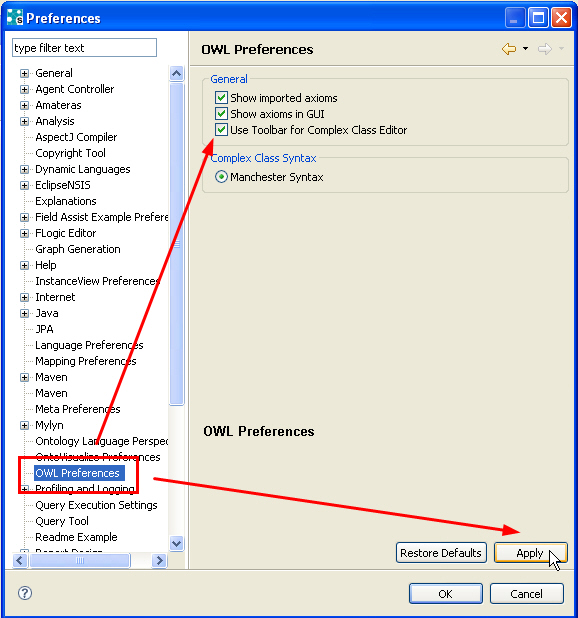 Preferences
type filter text
General
Agent Controller
Amateras
Analysis
AspectJ Compiler
Copyright Tool
Dynamic Languages
EclipseNSIS
Explanations
Field Assist Example Prefere
FLogic Editor
Graph Generation
Help
InstanceView Preferences
Internet
Java
JPA
Language Preferences
Mapping Preferences
Maven
Maven
Meta Preferences
Mylyn
Ontology Language Perspec
OntoVisualize Preferences
OWL Preferences
Profiling and Logging
Query Execution Settings
Query Tool
Readme Example
Report Design
OWL Preferences
General
Show imported axioms
Show axioms in GUI
Use Toolbar for Complex Class Editor
Complex Class Syntax
Manchester Syntax
OWL Preferences
Restore Defaults
Apply
?
OK
Cancel